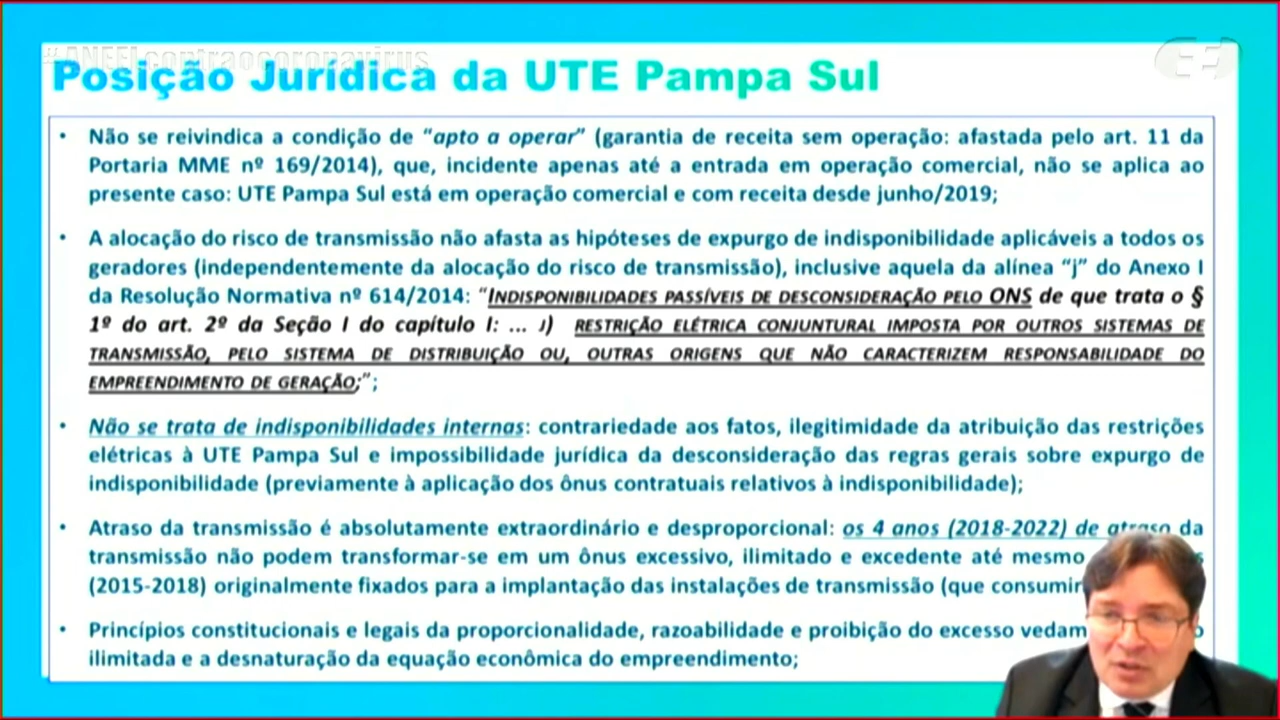 #ANEELcontraocoronavirus
Posição Jurídica da UTE Pampa Sul
• Não se reivindica a condição de “apto a operar” (garantia de receita sem operação: afastada pelo art. 11 da
Portaria MME nº 169/2014), que, incidente apenas até a entrada em operação comercial, não se aplica ao
presente caso: UTE Pampa Sul está em operação comercial e com receita desde junho/2019;
• A alocação do risco de transmissão não afasta as hipóteses de expurgo de indisponibilidade aplicáveis a todos os
geradores (independentemente da alocação do risco de transmissão), inclusive aquela da alínea “j” do Anexo I
da Resolução Normativa nº 614/2014: “INDISPONIBILIDADES PASSÍVEIS DE DESCONSIDERAÇÃO PELO ONS de que trata o §
1º do art. 2º da Seção I do capítulo I: ... J) RESTRIÇÃO ELÉTRICA CONJUNTURAL IMPOSTA POR OUTROS SISTEMAS DE
TRANSMISSÃO, PELO SISTEMA DE DISTRIBUIÇÃO OU, OUTRAS ORIGENS QUE NÃO CARACTERIZEM RESPONSABILIDADE DO
EMPREENDIMENTO DE GERAÇÃO;”;
• Não se trata de indisponibilidades internas: contrariedade aos fatos, ilegitimidade da atribuição das restrições
elétricas à UTE Pampa Sul e impossibilidade jurídica da desconsideração das regras gerais sobre expurgo de
indisponibilidade (previamente à aplicação dos ônus contratuais relativos à indisponibilidade);
• Atraso da transmissão é absolutamente extraordinário e desproporcional: os 4 anos (2018-2022) de atraso da
transmissão não podem transformar-se em um ônus excessivo, ilimitado e excedente até mesmo
(2015-2018) originalmente fixados para a implantação das instalações de transmissão (que
• Princípios constitucionais e legais da proporcionalidade, razoabilidade e proibição do excesso
ilimitada e a desnaturação da equação econômica do empreendimento;